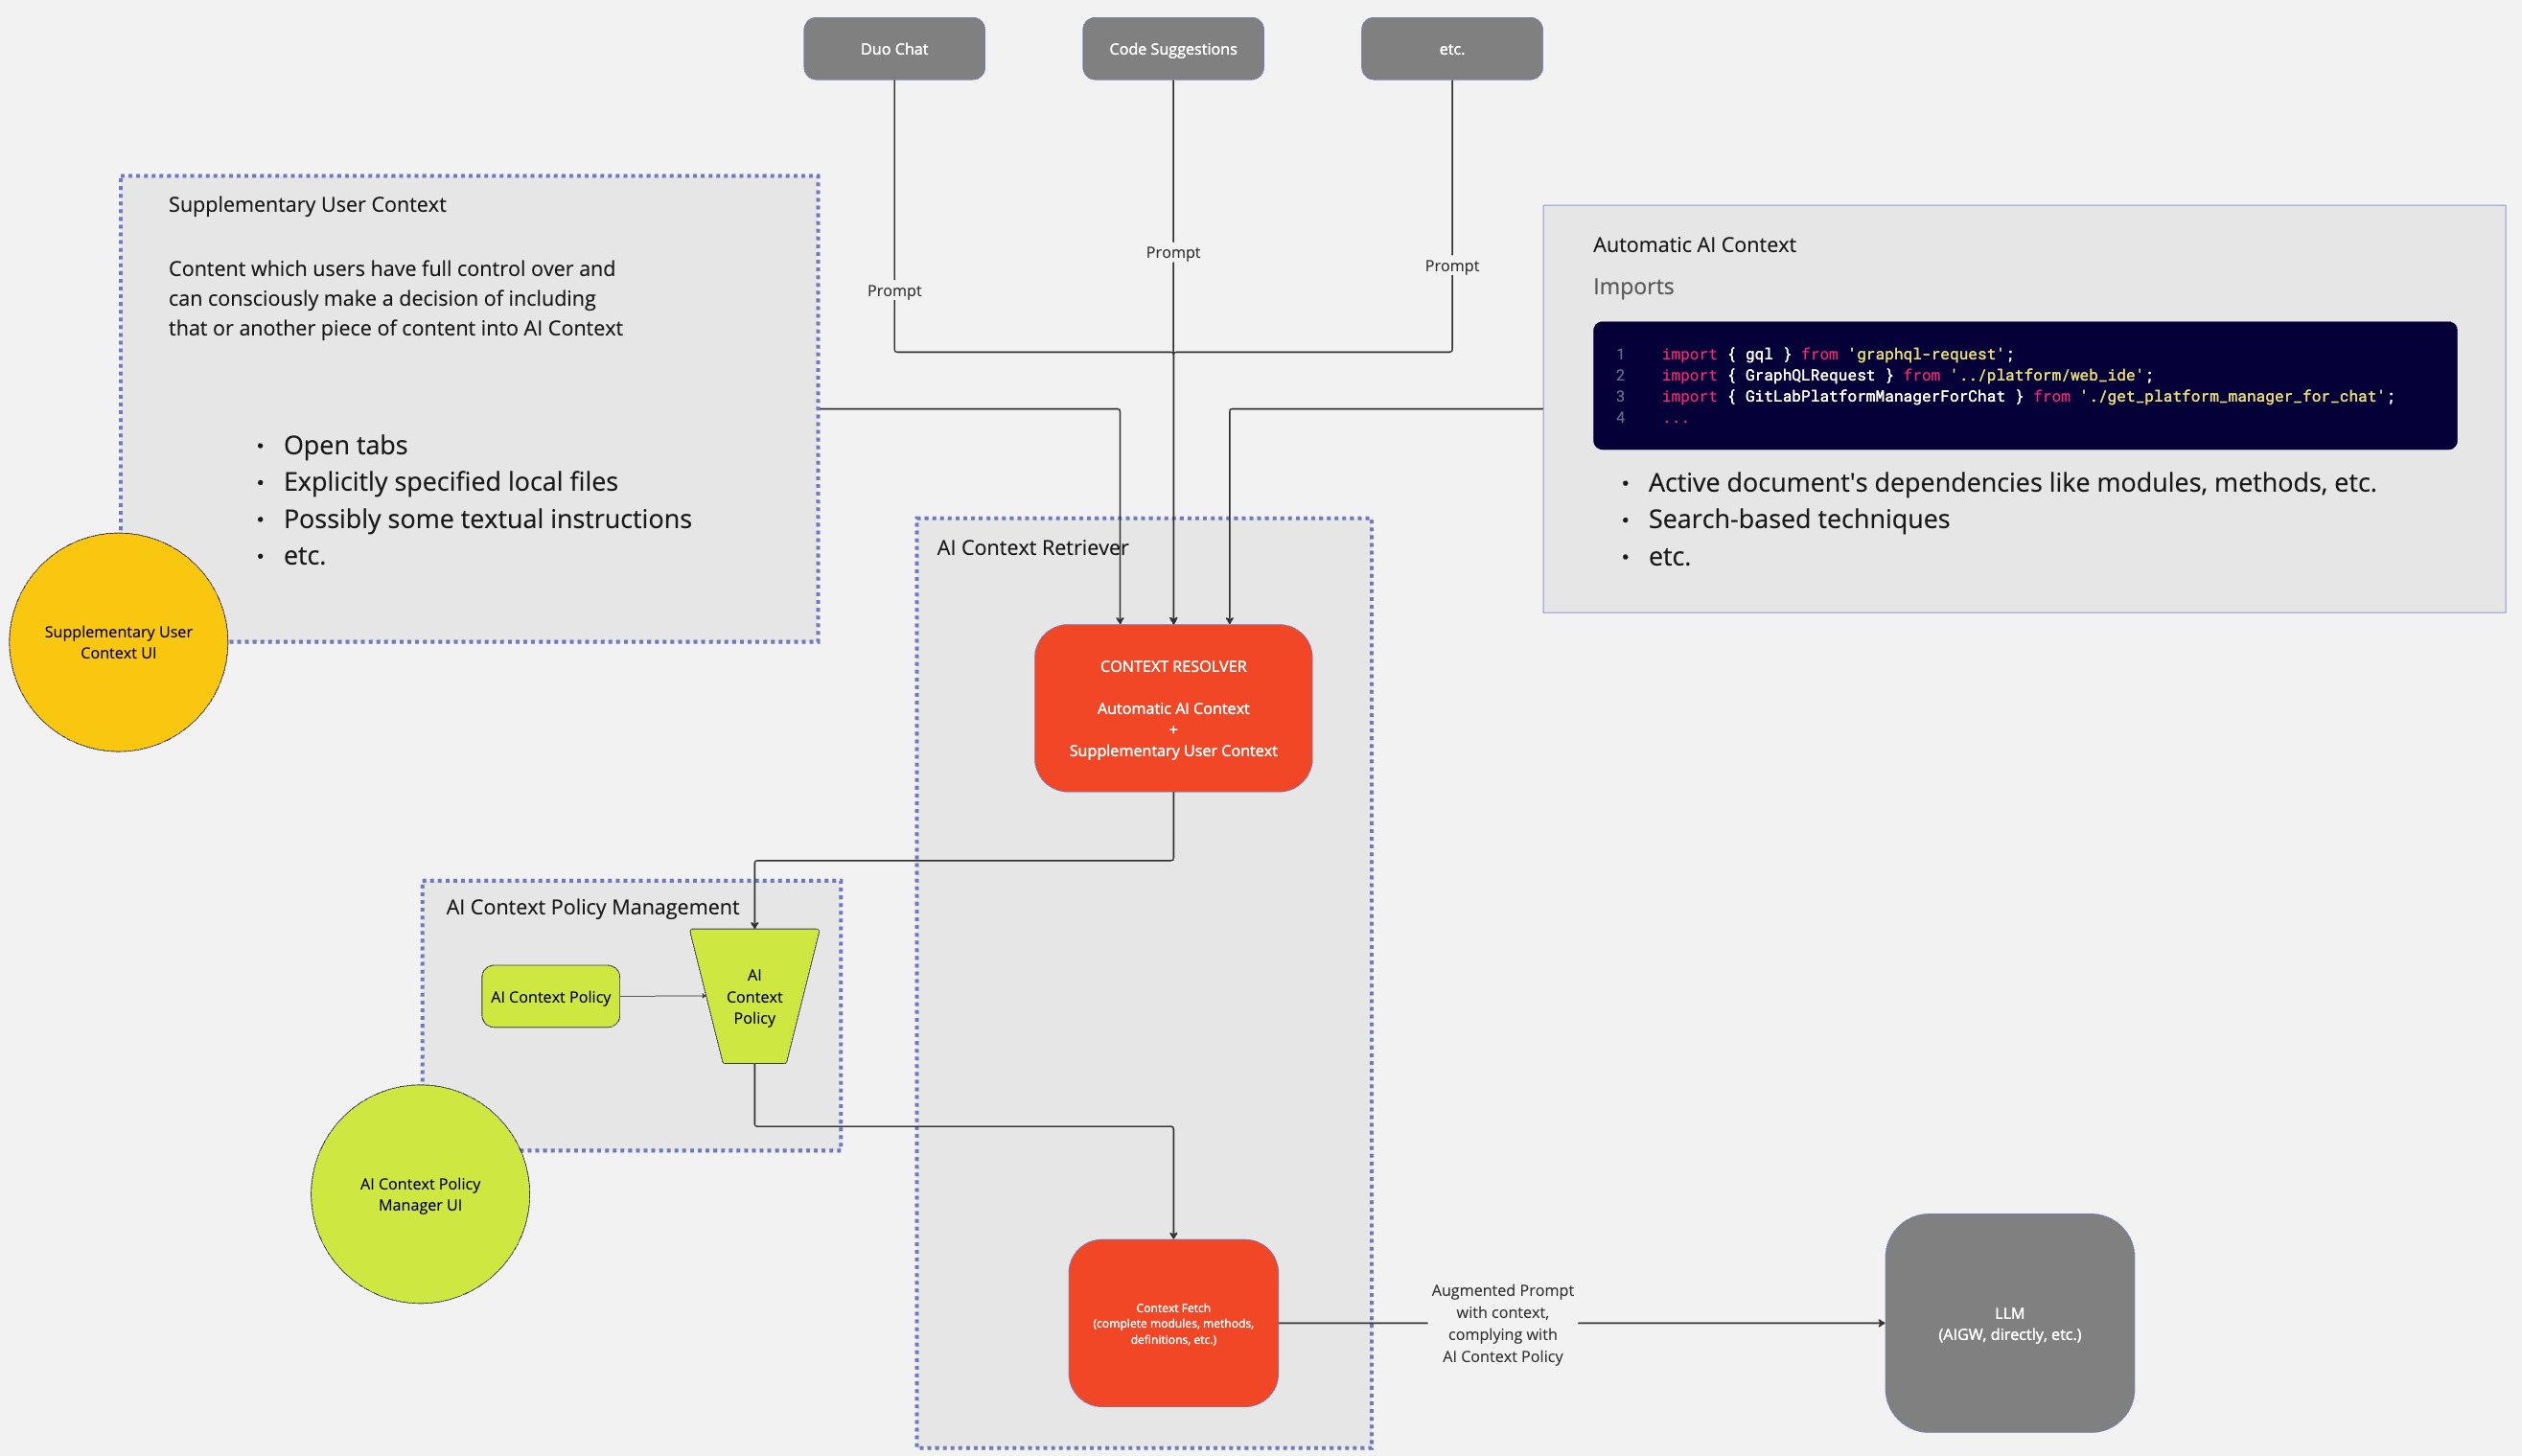 Duo Chat
Code Suggestions
etc.
Prompt
Prompt
Prompt
Supplementary User Context
Content which users have full control over and
can consciously make a decision of including
that or another piece of content into AI Context
· Open tabs
· Explicitly specified local files
· Possibly some textual instructions
· etc.
Supplementary User
Context UI
Automatic AI Context
Imports
1 import { gql } from 'graphql-request';
2 import { GraphQLRequest } from '../platform/web_ide';
3 import { GitLabPlatformManagerForChat } from './get_platform_manager_for_chat';
4 ...
· Active document's dependencies like modules, methods, etc.
· Search-based techniques
· etc.
AI Context Retriever
CONTEXT RESOLVER
Automatic AI Context
+
Supplementary User Context
AI Context Policy Management
AI Context Policy
AI
Context
Policy
AI Context Policy
Manager UI
Context Fetch
(complete modules, methods,
definitions, etc.)
Augmented Prompt
with context,
complying with
AI Context Policy
LLM
(AIGW, directly, etc.)